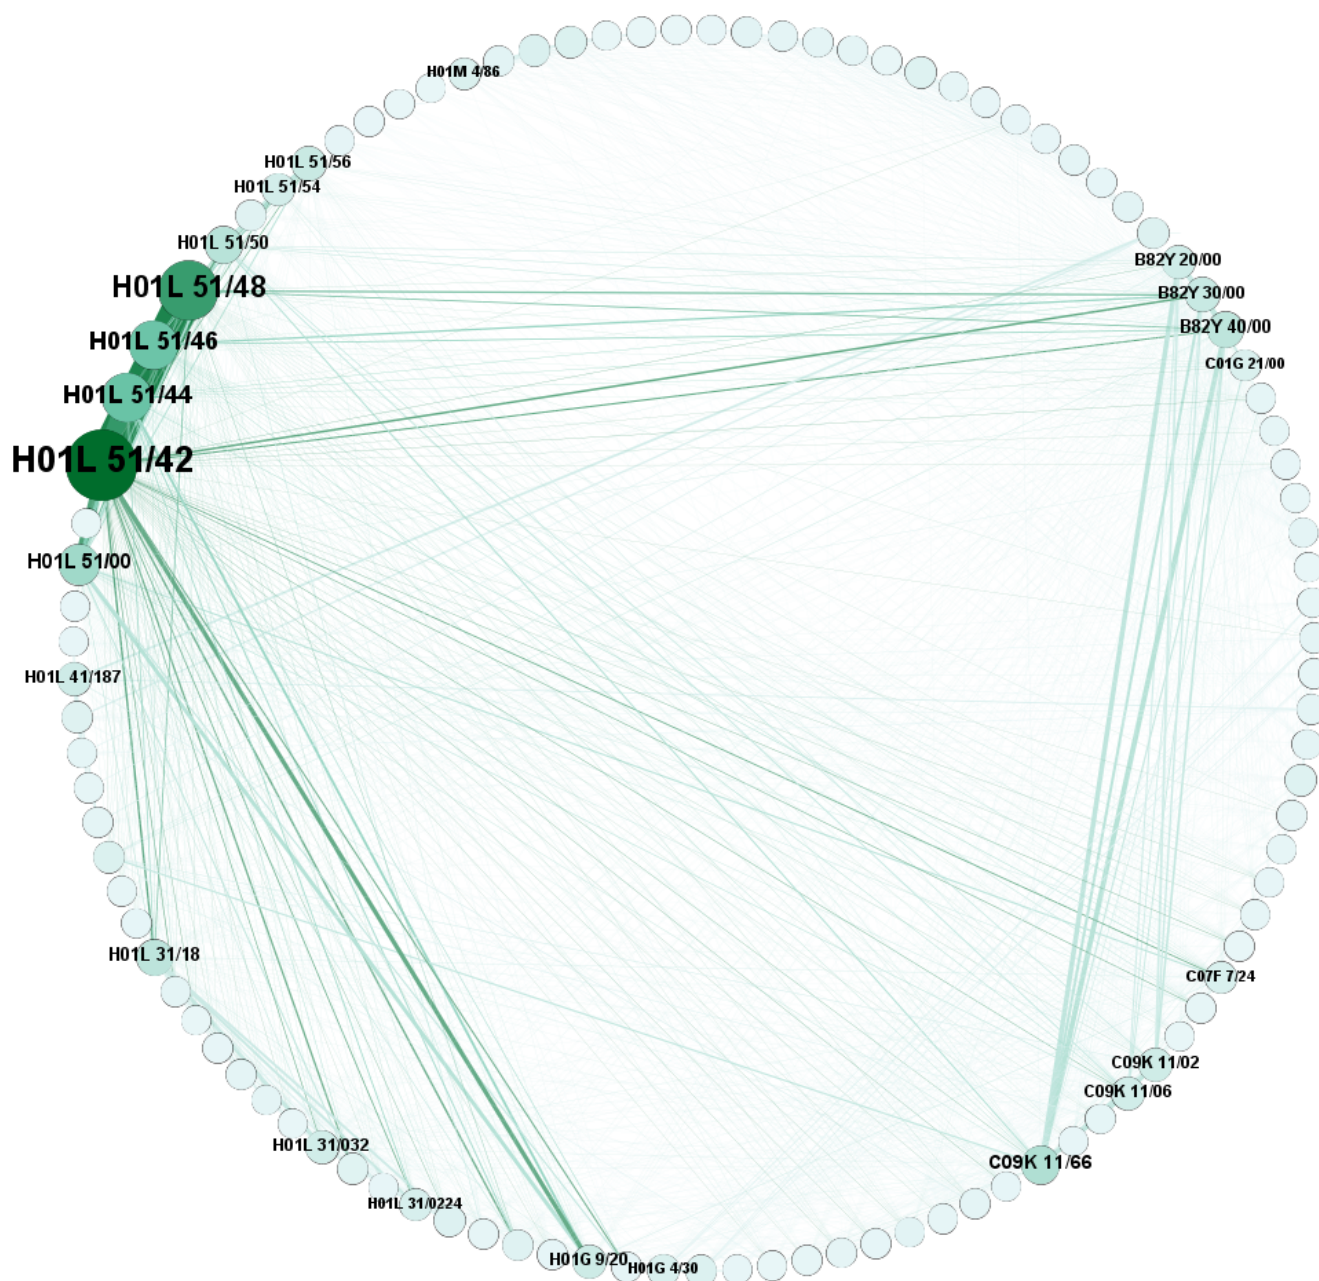 H01M 4/86
H01L 51/56
H01L 51/54
H01L 51/50
B82Y 20/00
H01L 51/48
B82Y 30/00
B82Y 40/00
H01L 51/46
C01G 21/00
H01L 51/44
H01L 51/42
H01L 51/00
H01L 41/187
H01L 31/18
C07F 7/24
C09K 11/02
C09K 11/06
H01L 31/032
C09K 11/66
H01L 31/0224
H01G 9/20
H01G 4/30